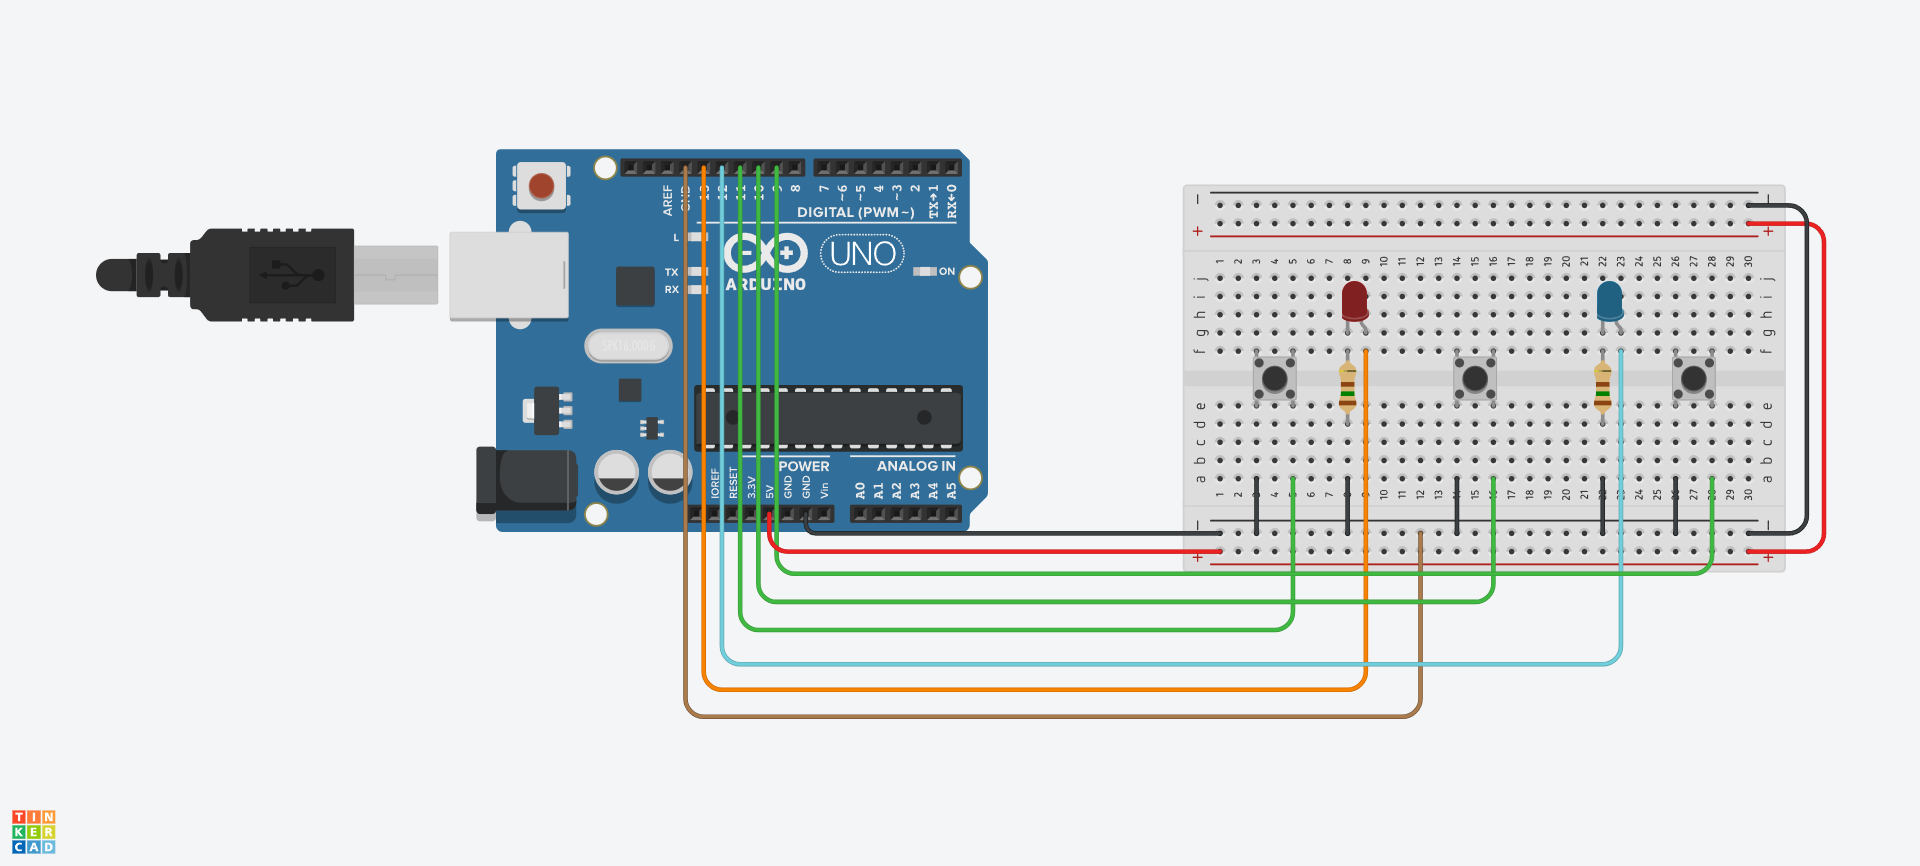 AREF
GND
13
12
11
10
9
8
7
~6
~5
4
~3
2
TX→1
RX←0
DIGITAL (PWM~)
L
TX
RX
UNO
ARDUINO
ON
SPK16.000G
IOREF
RESET
3.3V
5V
GND
GND
Vin
POWER
ANALOG IN
A0
A1
A2
A3
A4
A5
− −
+ +
1 2 3 4 5 6 7 8 9 10 11 12 13 14 15 16 17 18 19 20 21 22 23 24 25 26 27 28 29 30
j j
i i
h h
g g
f f
e e
d d
c c
b b
a a
1 2 3 4 5 6 7 8 9 10 11 12 13 14 15 16 17 18 19 20 21 22 23 24 25 26 27 28 29 30
− −
+ +
TIN
KER
CAD